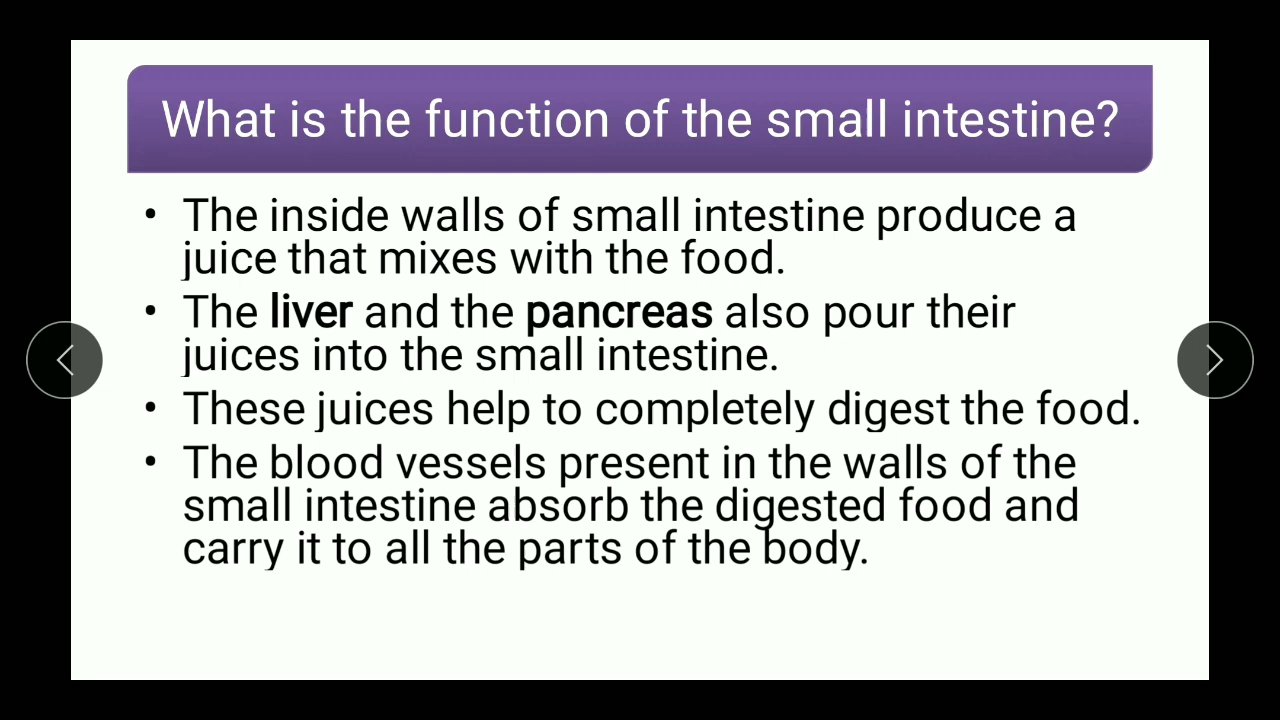 What is the function of the small intestine?
• The inside walls of small intestine produce a
juice that mixes with the food.
• The liver and the pancreas also pour their
juices into the small intestine.
• These juices help to completely digest the food.
• The blood vessels present in the walls of the
small intestine absorb the digested food and
carry it to all the parts of the body.